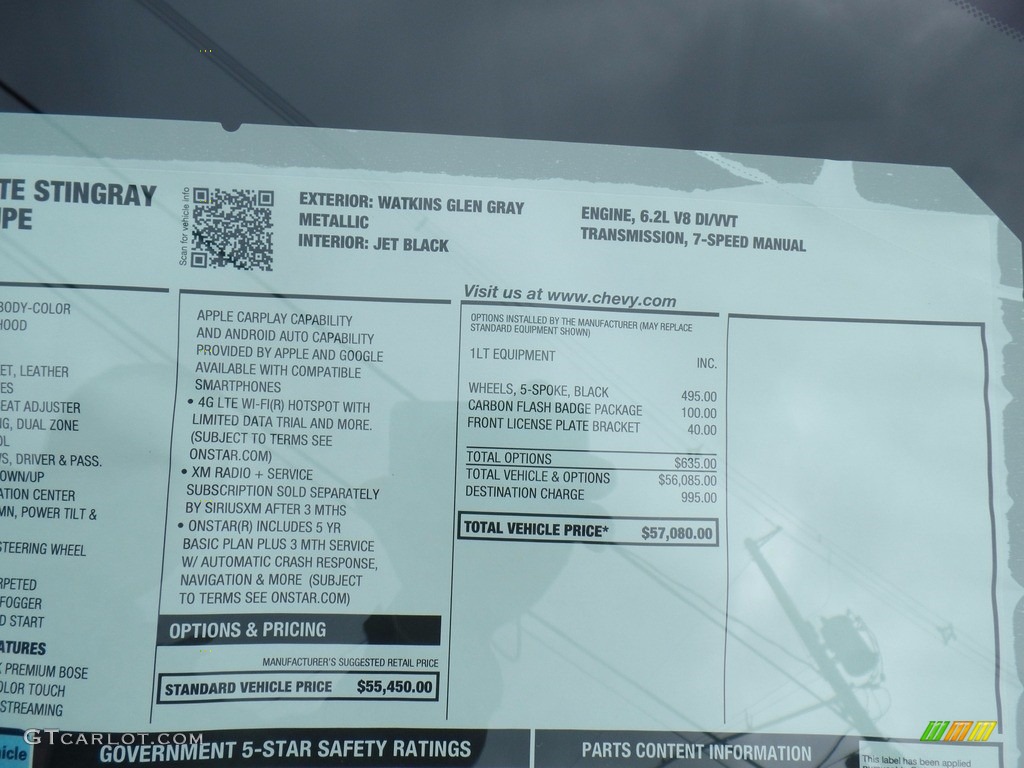 TE STINGRAY
UPE
Scan for vehicle info
EXTERIOR: WATKINS GLEN GRAY
METALLIC
INTERIOR: JET BLACK
ENGINE, 6.2L V8 DI/VVT
TRANSMISSION, 7-SPEED MANUAL
BODY-COLOR
HOOD
ET, LEATHER
ES
EAT ADJUSTER
G, DUAL ZONE
OL
S, DRIVER & PASS.
OWN/UP
ATION CENTER
MN, POWER TILT &
STEERING WHEEL
RPETED
FOGGER
D START
ATURES
PREMIUM BOSE
OLOR TOUCH
STREAMING
APPLE CARPLAY CAPABILITY
AND ANDROID AUTO CAPABILITY
PROVIDED BY APPLE AND GOOGLE
AVAILABLE WITH COMPATIBLE
SMARTPHONES
• 4G LTE WI-FI(R) HOTSPOT WITH
LIMITED DATA TRIAL AND MORE.
(SUBJECT TO TERMS SEE
ONSTAR.COM)
• XM RADIO + SERVICE
SUBSCRIPTION SOLD SEPARATELY
BY SIRIUSXM AFTER 3 MTHS
• ONSTAR(R) INCLUDES 5 YR
BASIC PLAN PLUS 3 MTH SERVICE
W/ AUTOMATIC CRASH RESPONSE,
NAVIGATION & MORE (SUBJECT
TO TERMS SEE ONSTAR.COM)
OPTIONS & PRICING
MANUFACTURER'S SUGGESTED RETAIL PRICE
STANDARD VEHICLE PRICE $55,450.00
Visit us at www.chevy.com
OPTIONS INSTALLED BY THE MANUFACTURER (MAY REPLACE
STANDARD EQUIPMENT SHOWN)
1LT EQUIPMENT INC.
WHEELS, 5-SPOKE, BLACK 495.00
CARBON FLASH BADGE PACKAGE 100.00
FRONT LICENSE PLATE BRACKET 40.00
TOTAL OPTIONS $635.00
TOTAL VEHICLE & OPTIONS $56,085.00
DESTINATION CHARGE 995.00
TOTAL VEHICLE PRICE* $57,080.00
hicle
GTCARLOT.COM
GOVERNMENT 5-STAR SAFETY RATINGS
PARTS CONTENT INFORMATION
This label has been applied